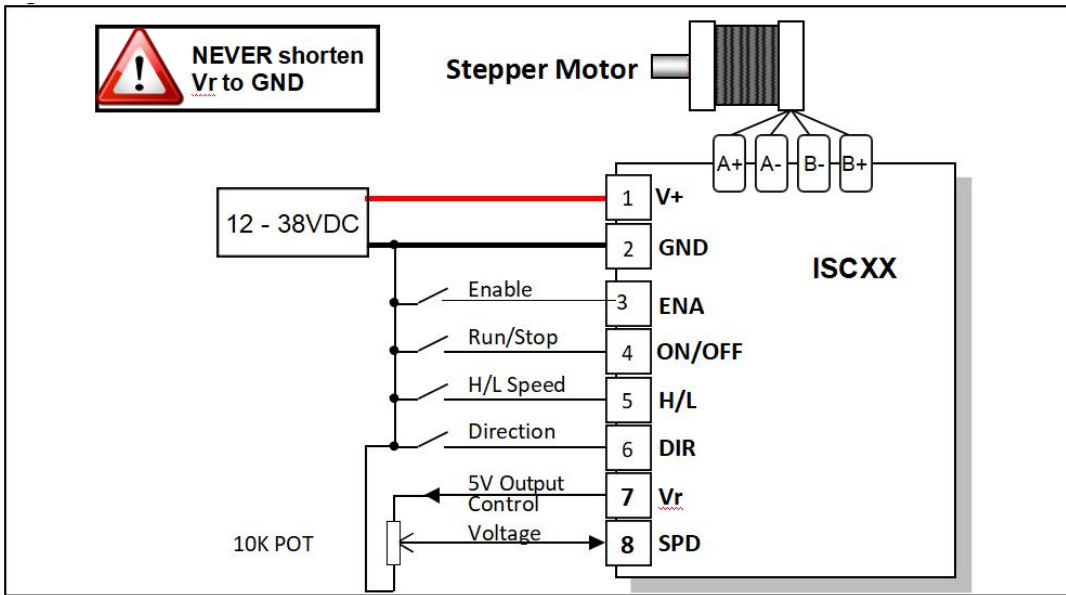 NEVER shorten
Vr to GND
Stepper Motor
A+ A- B- B+
12 - 38VDC
1 V+
2 GND
ISCXX
Enable 3 ENA
Run/Stop 4 ON/OFF
H/L Speed 5 H/L
Direction 6 DIR
5V Output 7 Vr
Control
Voltage 8 SPD
10K POT